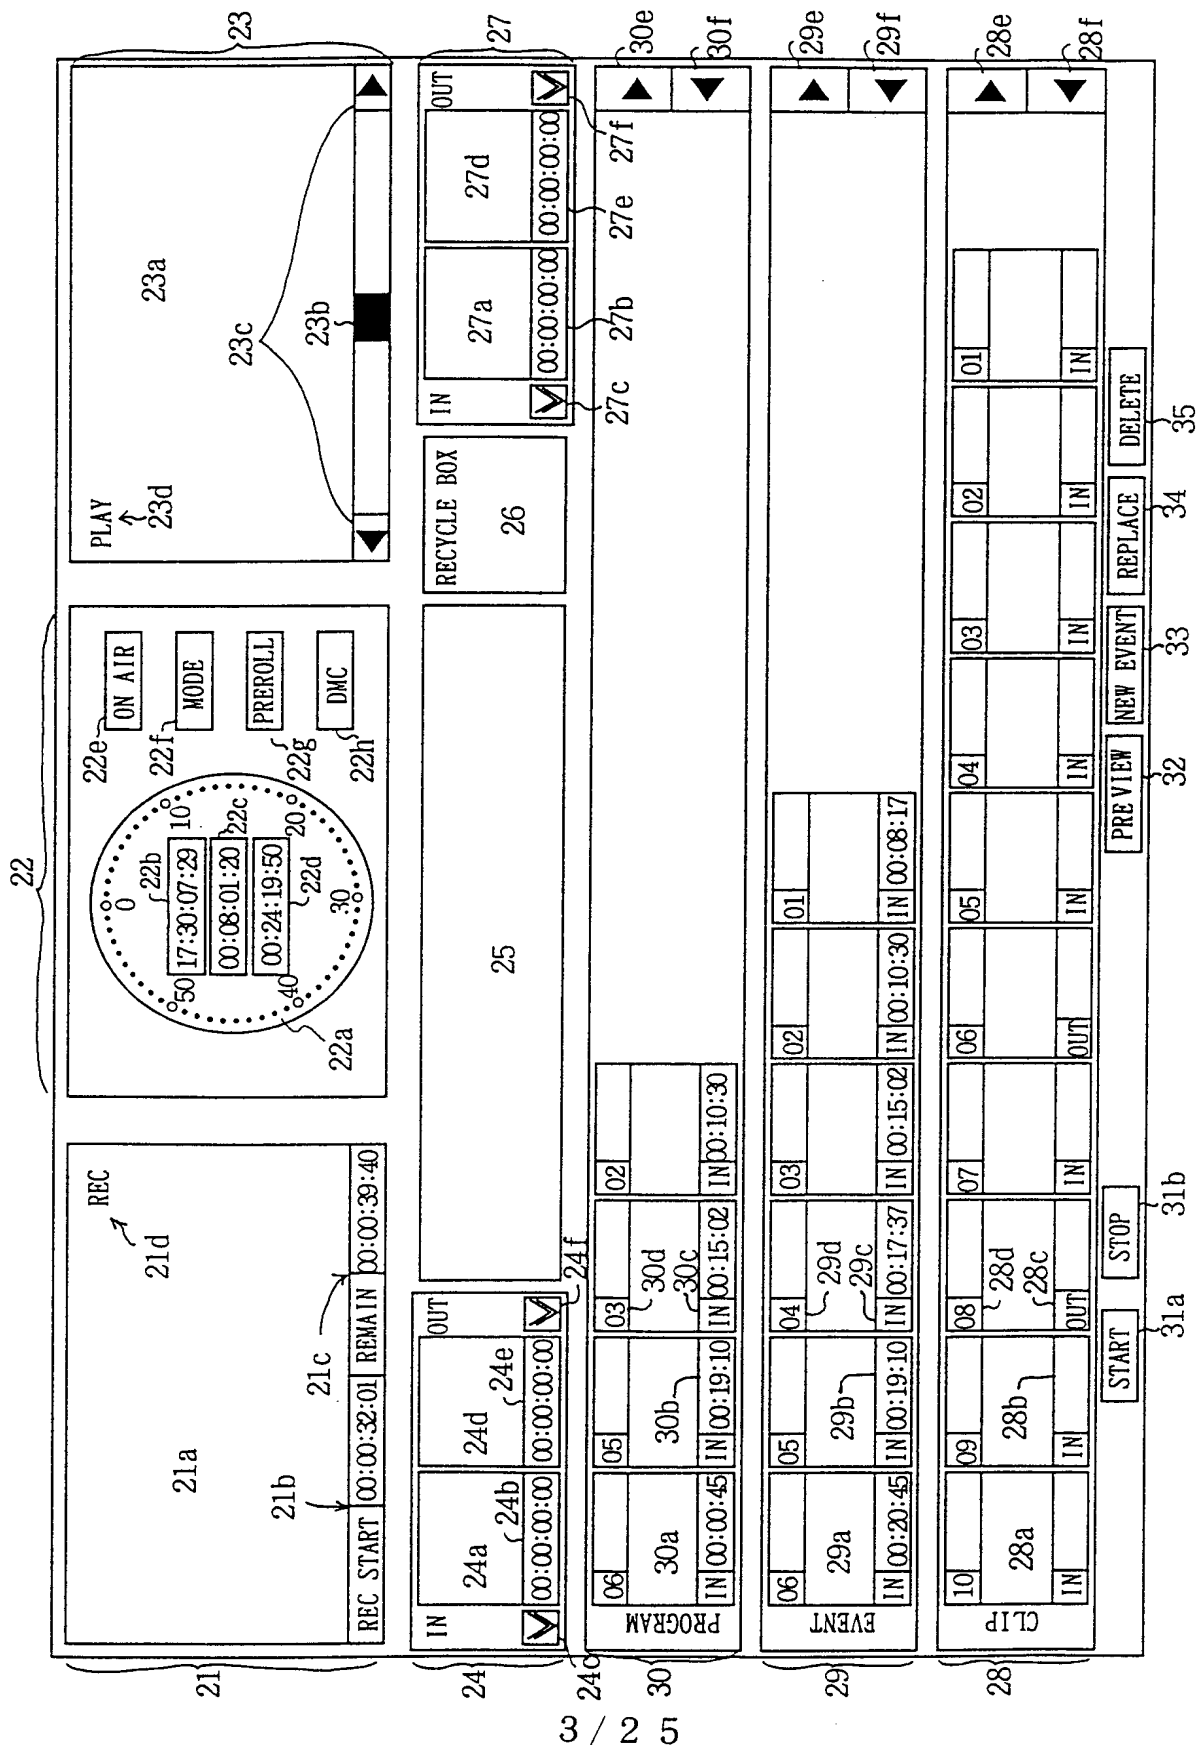 21
22
23
21a
21d
REC
21b
21c
REC START
00:00:32:01
REMAIN
00:00:39:40
22a
0
10
20
30
40
50
22b
17:30:07:29
22c
00:08:01:20
22d
00:24:19:50
22e
ON AIR
22f
MODE
22g
PREROLL
22h
DMC
PLAY
23d
23a
23c
23b
24
IN
24a
24b
00:00:00:00
24c
24d
24e
00:00:00:00
OUT
24f
25
RECYCLE BOX
26
27
IN
27a
00:00:00:00
27b
27c
27d
00:00:00:00
27e
OUT
27f
30
PROGRAM
06
30a
IN 00:00:45
05
30b
IN 00:19:10
03
30d
30c
IN 00:15:02
02
IN 00:10:30
30e
30f
29
EVENT
06
29a
IN 00:20:45
05
29b
IN 00:19:10
04
29d
29c
IN 00:17:37
03
IN 00:15:02
02
IN 00:10:30
01
IN 00:08:17
29e
29f
28
CLIP
10
28a
IN
09
28b
IN
08
28d
28c
OUT
07
IN
06
OUT
05
IN
04
IN
03
IN
02
IN
01
IN
28e
28f
START
31a
STOP
31b
PREVIEW
32
NEW EVENT
33
REPLACE
34
DELETE
35
3/25